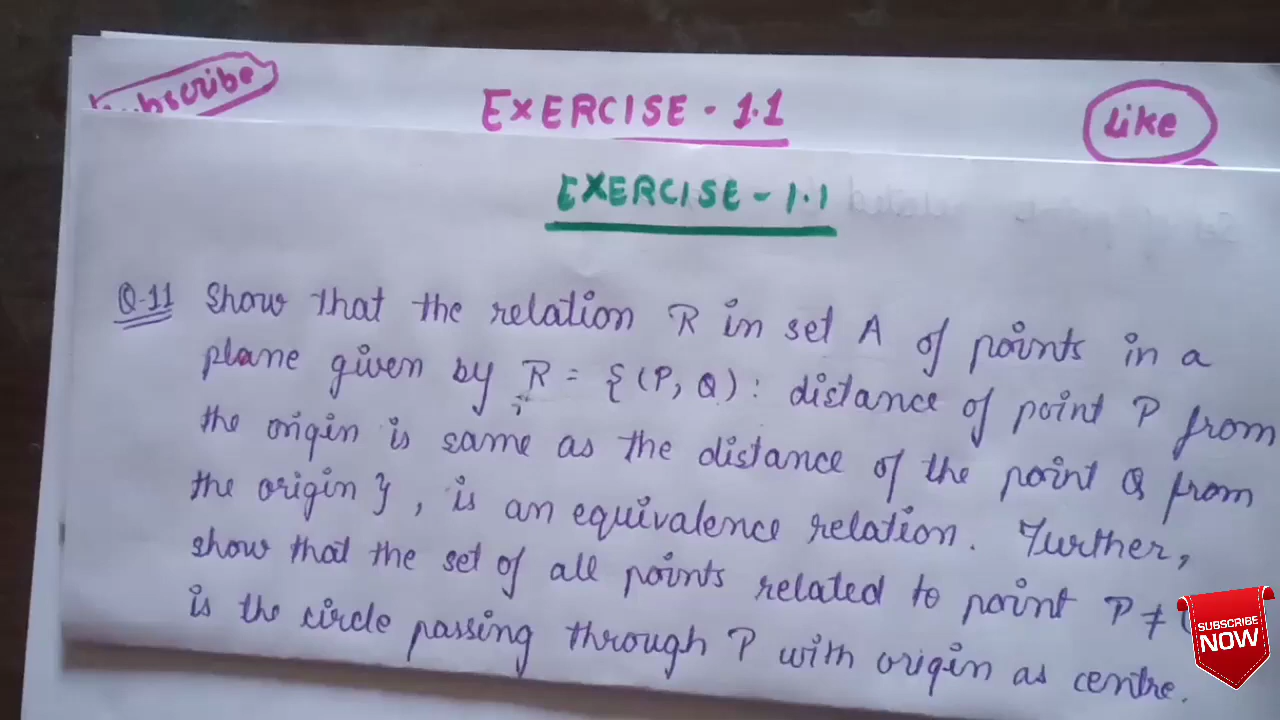 subscribe
EXERCISE - 1.1
Like
EXERCISE - 1.1
Q-11 Show that the relation R in set A of points in a
plane given by R = {(P, Q) : distance of point P from
the origin is same as the distance of the point Q from
the origin }, is an equivalence relation. Further,
show that the set of all points related to point P ≠
is the circle passing through P with origin as centre.
SUBSCRIBE
NOW